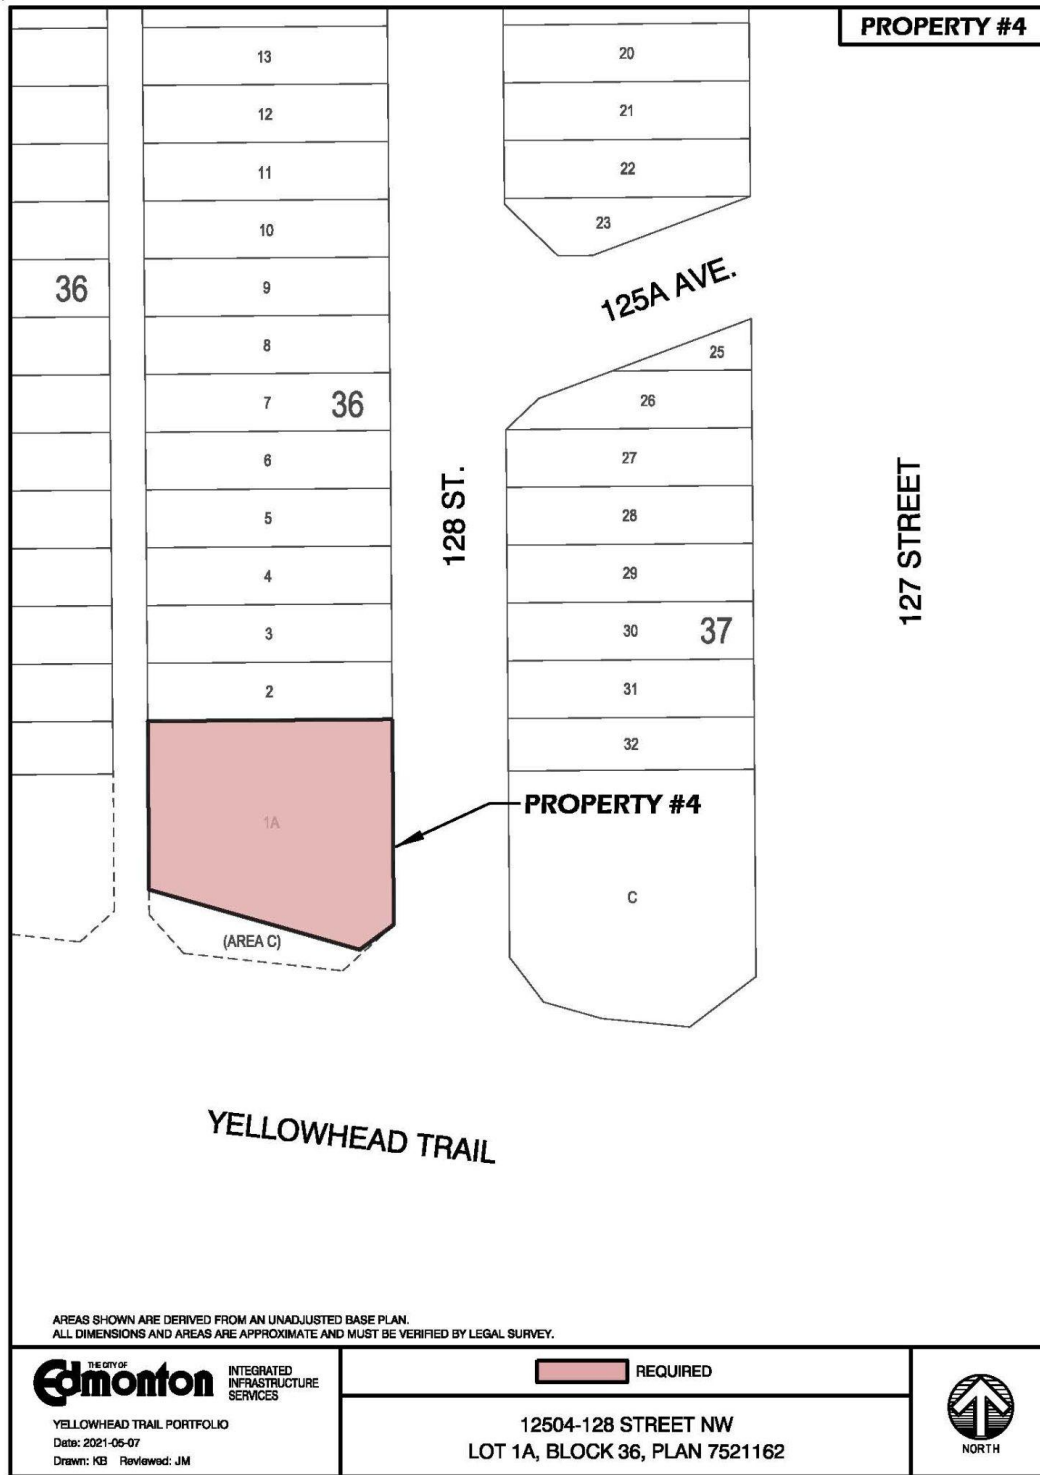 PROPERTY #4
13
12
11
10
36
9
8
7
36
6
5
4
3
2
1A
(AREA C)
128 ST.
20
21
22
23
125A AVE.
25
26
27
28
29
30
37
31
32
PROPERTY #4
C
127 STREET
YELLOWHEAD TRAIL
AREAS SHOWN ARE DERIVED FROM AN UNADJUSTED BASE PLAN.
ALL DIMENSIONS AND AREAS ARE APPROXIMATE AND MUST BE VERIFIED BY LEGAL SURVEY.
THE CITY OF
Edmonton
INTEGRATED
INFRASTRUCTURE
SERVICES
YELLOWHEAD TRAIL PORTFOLIO
Date: 2021-05-07
Drawn: KB Reviewed: JM
REQUIRED
12504-128 STREET NW
LOT 1A, BLOCK 36, PLAN 7521162
NORTH